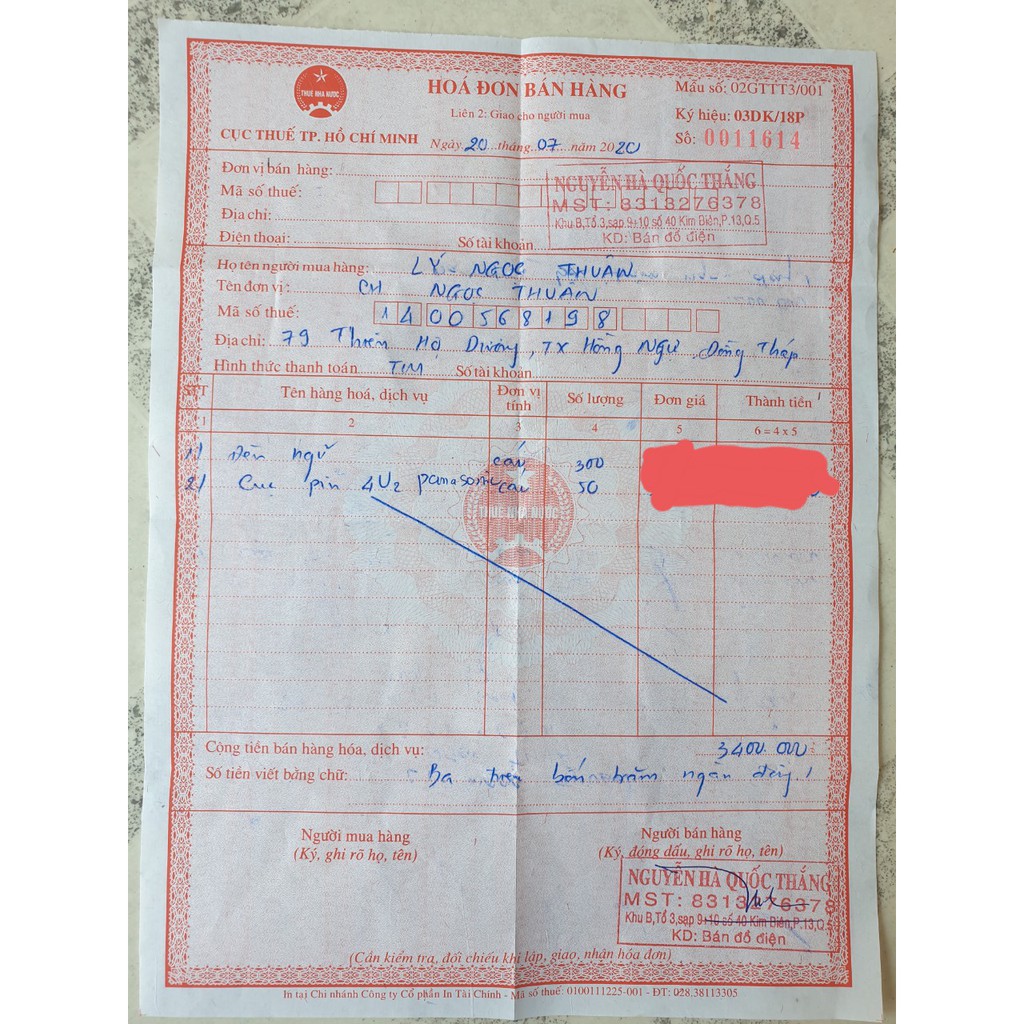 THUẾ NHÀ NƯỚC
HOÁ ĐƠN BÁN HÀNG
Mẫu số: 02GTTT3/001
Liên 2: Giao cho người mua
Ký hiệu: 03DK/18P
CỤC THUẾ TP. HỒ CHÍ MINH
Ngày 20 tháng 07 năm 2020
Số: 0011614
Đơn vị bán hàng:
NGUYỄN HÀ QUỐC THẮNG
Mã số thuế:
MST: 8313276378
Địa chỉ:
Khu B,Tổ 3,sạp 9+10 số 40 Kim Biên,P.13,Q.5
Điện thoại: Số tài khoản
KD: Bán đồ điện
Họ tên người mua hàng: LÝ NGỌC THUÂN
Tên đơn vị: CH NGỌC THUÂN
Mã số thuế: 1400568198
Địa chỉ: 79 Thiên Hộ Dương, TX Hồng Ngự, Đồng Tháp
Hình thức thanh toán TM Số tài khoản
STT Tên hàng hoá, dịch vụ Đơn vị tính Số lượng Đơn giá Thành tiền
1 2 3 4 5 6 = 4 x 5
1/ Đèn ngũ cái 300
2/ Cục pin 4U2 panasonic cái 50
THUẾ NHÀ NƯỚC
Cộng tiền bán hàng hóa, dịch vụ: 3400.000
Số tiền viết bằng chữ: Ba triệu bốn trăm ngàn đồng
Người mua hàng
Người bán hàng
(Ký, ghi rõ họ, tên)
(Ký, đóng dấu, ghi rõ họ, tên)
NGUYỄN HÀ QUỐC THẮNG
MST: 8313276378
Khu B,Tổ 3,sạp 9+10 số 40 Kim Biên,P.13,Q.5
KD: Bán đồ điện
(Cần kiểm tra, đối chiếu khi lập, giao, nhận hóa đơn)
In tại Chi nhánh Công ty Cổ phần In Tài Chính - Mã số thuế: 0100111225-001 - ĐT: 028.38113305